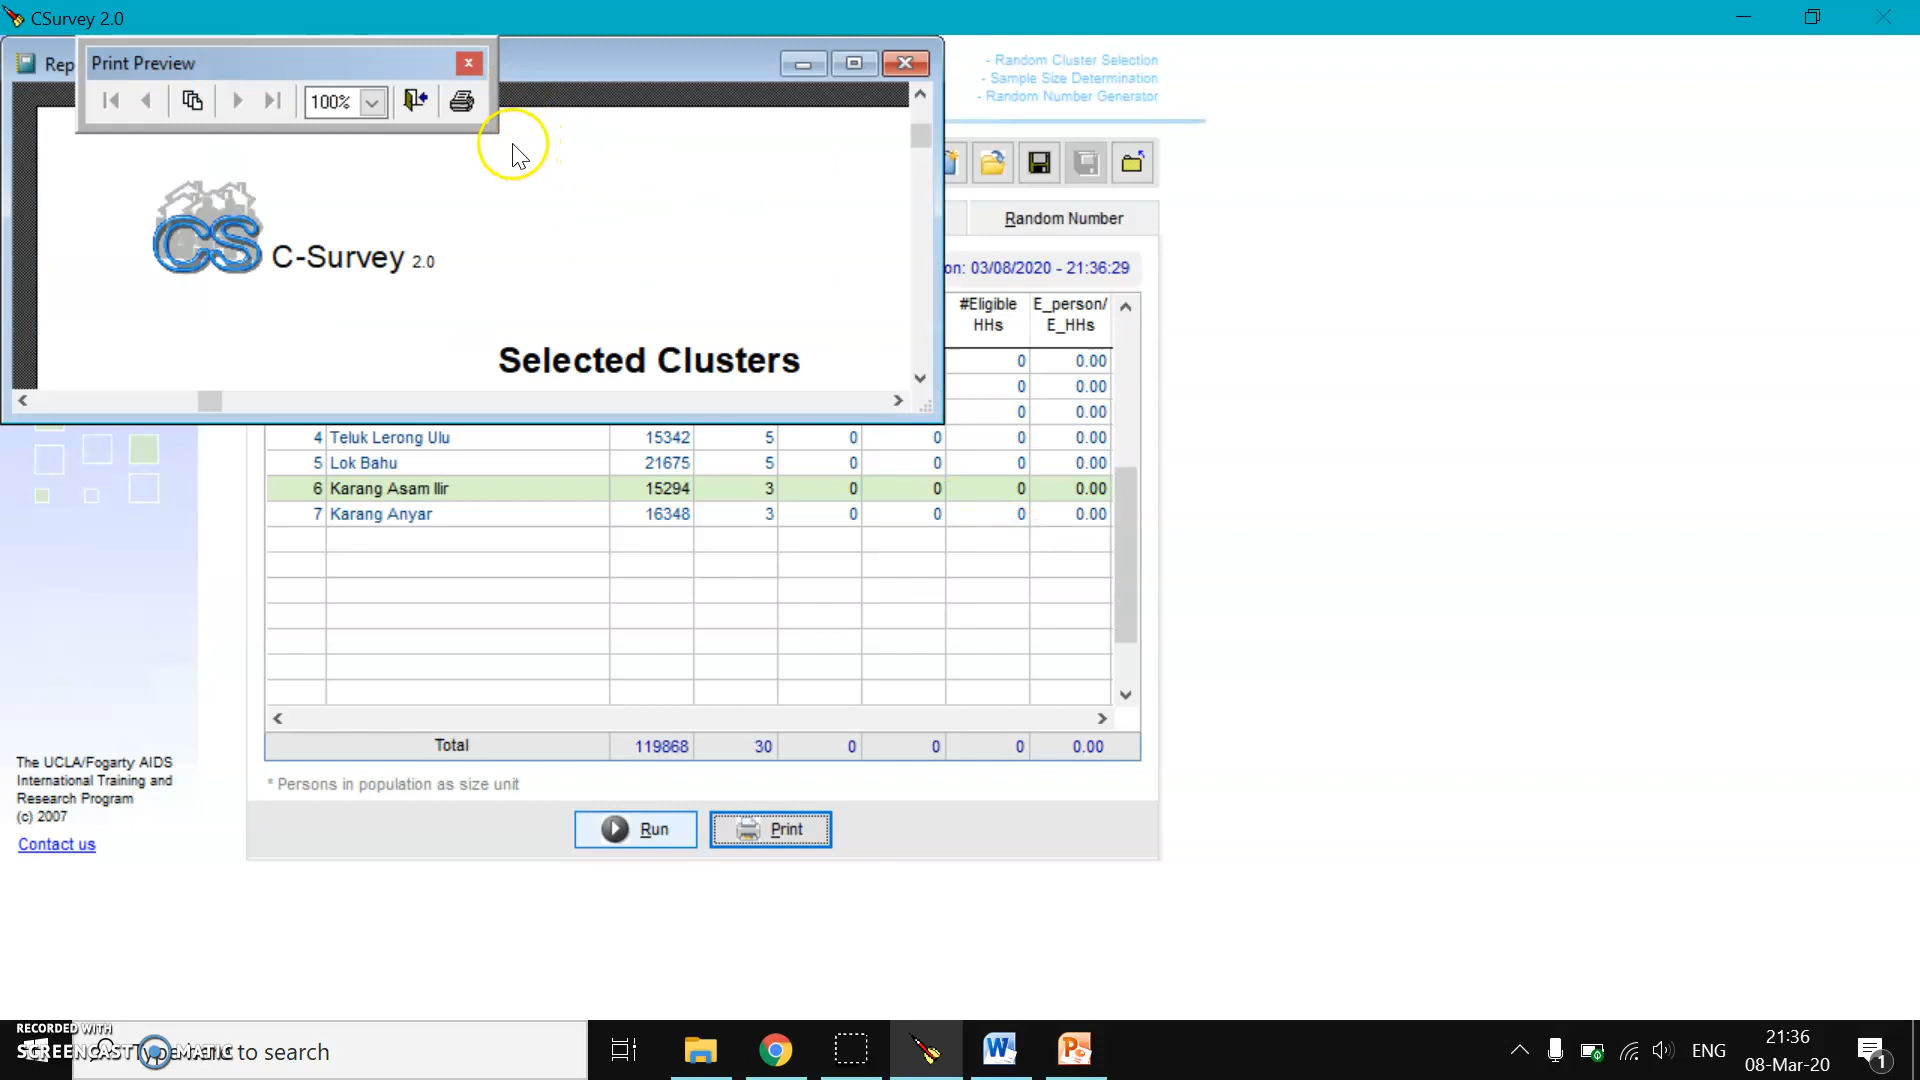 CSurvey 2.0
Rep
Print Preview
100%
- Random Cluster Selection
- Sample Size Determination
- Random Number Generator
CS C-Survey 2.0
Selected Clusters
Random Number
on: 03/08/2020 - 21:36:29
#Eligible HHs E_person/ E_HHs
0 0.00
0 0.00
0 0.00
4 Teluk Lerong Ulu 15342 5 0 0 0 0.00
5 Lok Bahu 21675 5 0 0 0 0.00
6 Karang Asam Ilir 15294 3 0 0 0 0.00
7 Karang Anyar 16348 3 0 0 0 0.00
Total 119868 30 0 0 0 0.00
* Persons in population as size unit
Run Print
The UCLA/Fogarty AIDS
International Training and
Research Program
(c) 2007
Contact us
RECORDED WITH
SCREENCAST MATIC
to search
ENG
21:36
08-Mar-20
1